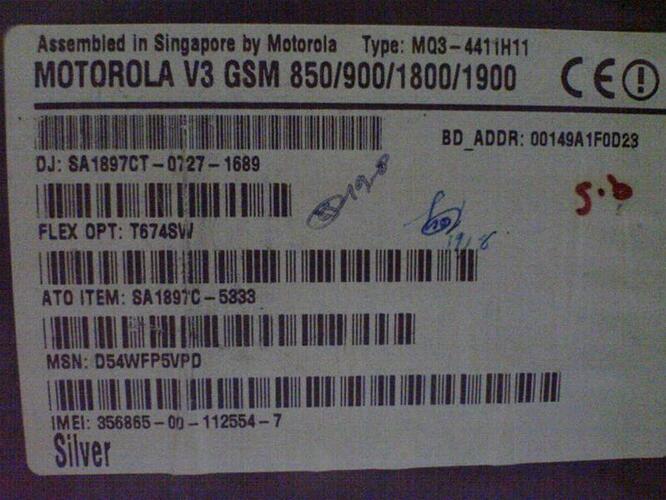 Assembled in Singapore by Motorola Type: MQ3-4411H11
MOTOROLA V3 GSM 850/900/1800/1900 CE
BD_ADDR: 00149A1F0D23
DJ: SA1897CT-0727-1689
FLEX OPT: T674SW
ATO ITEM: SA1897C-5333
MSN: D54WFP5VPD
IMEI: 356865-00-112554-7
Silver